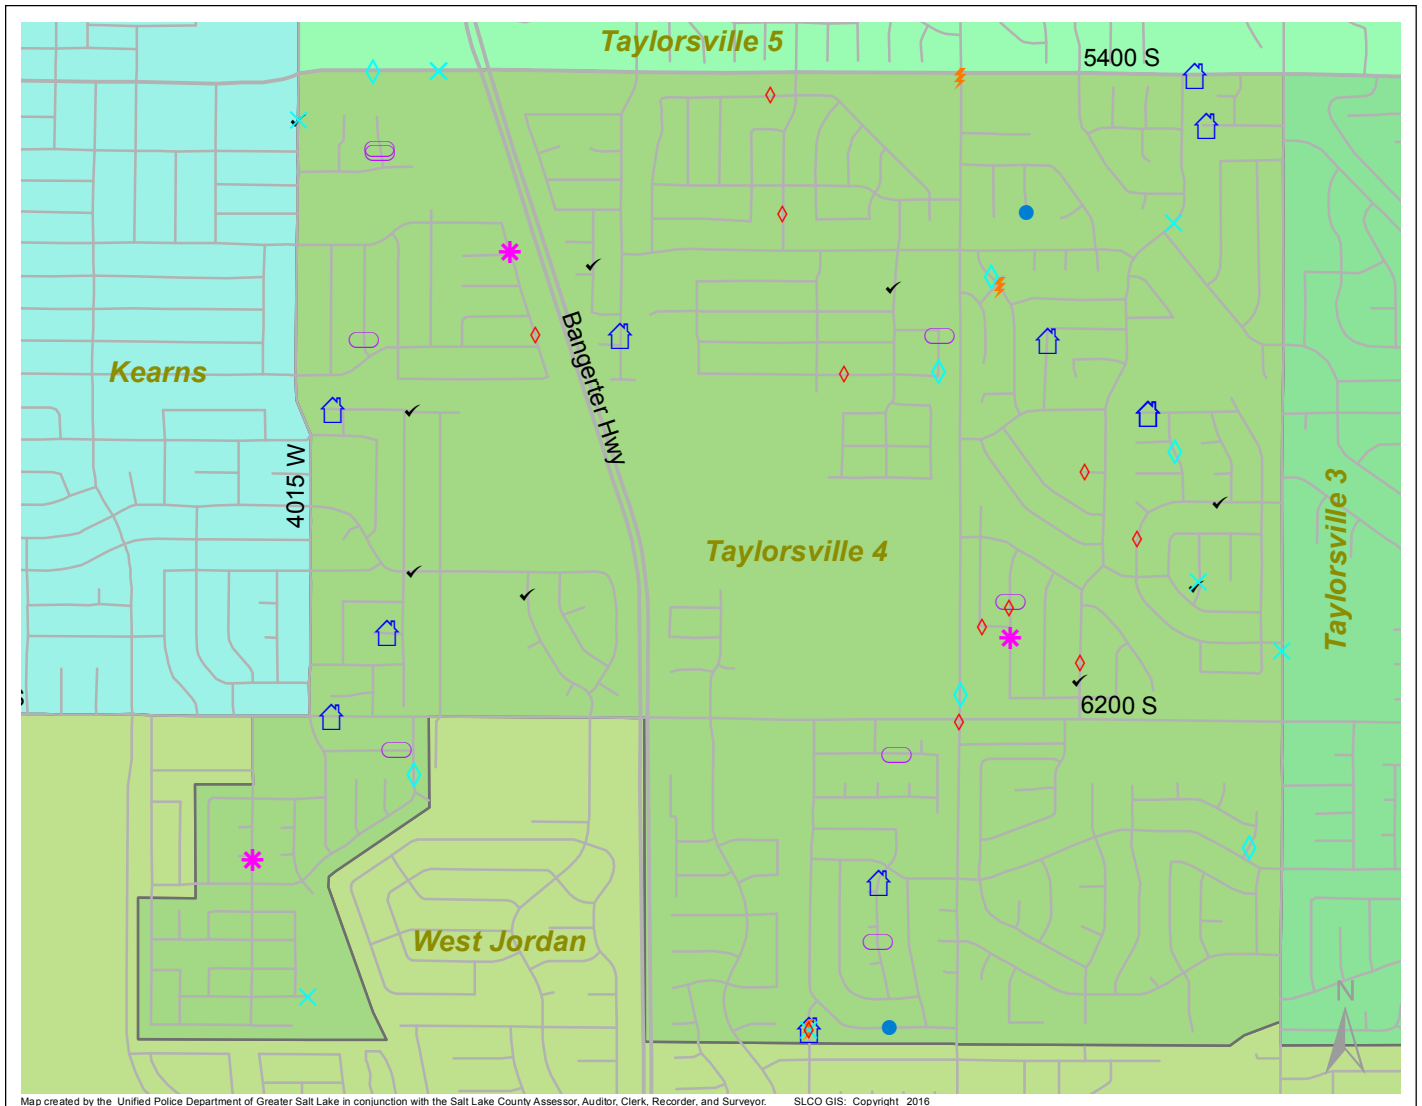 Taylorsville 5
5400 S
Bangerter Hwy
Kearns
4015 W
Taylorsville 3
Taylorsville 4
6200 S
West Jordan
N
Map created by the Unified Police Department of Greater Salt Lake in conjunction with the Salt Lake County Assessor, Auditor, Clerk, Recorder, and Surveyor. SLCO GIS: Copyright 2016